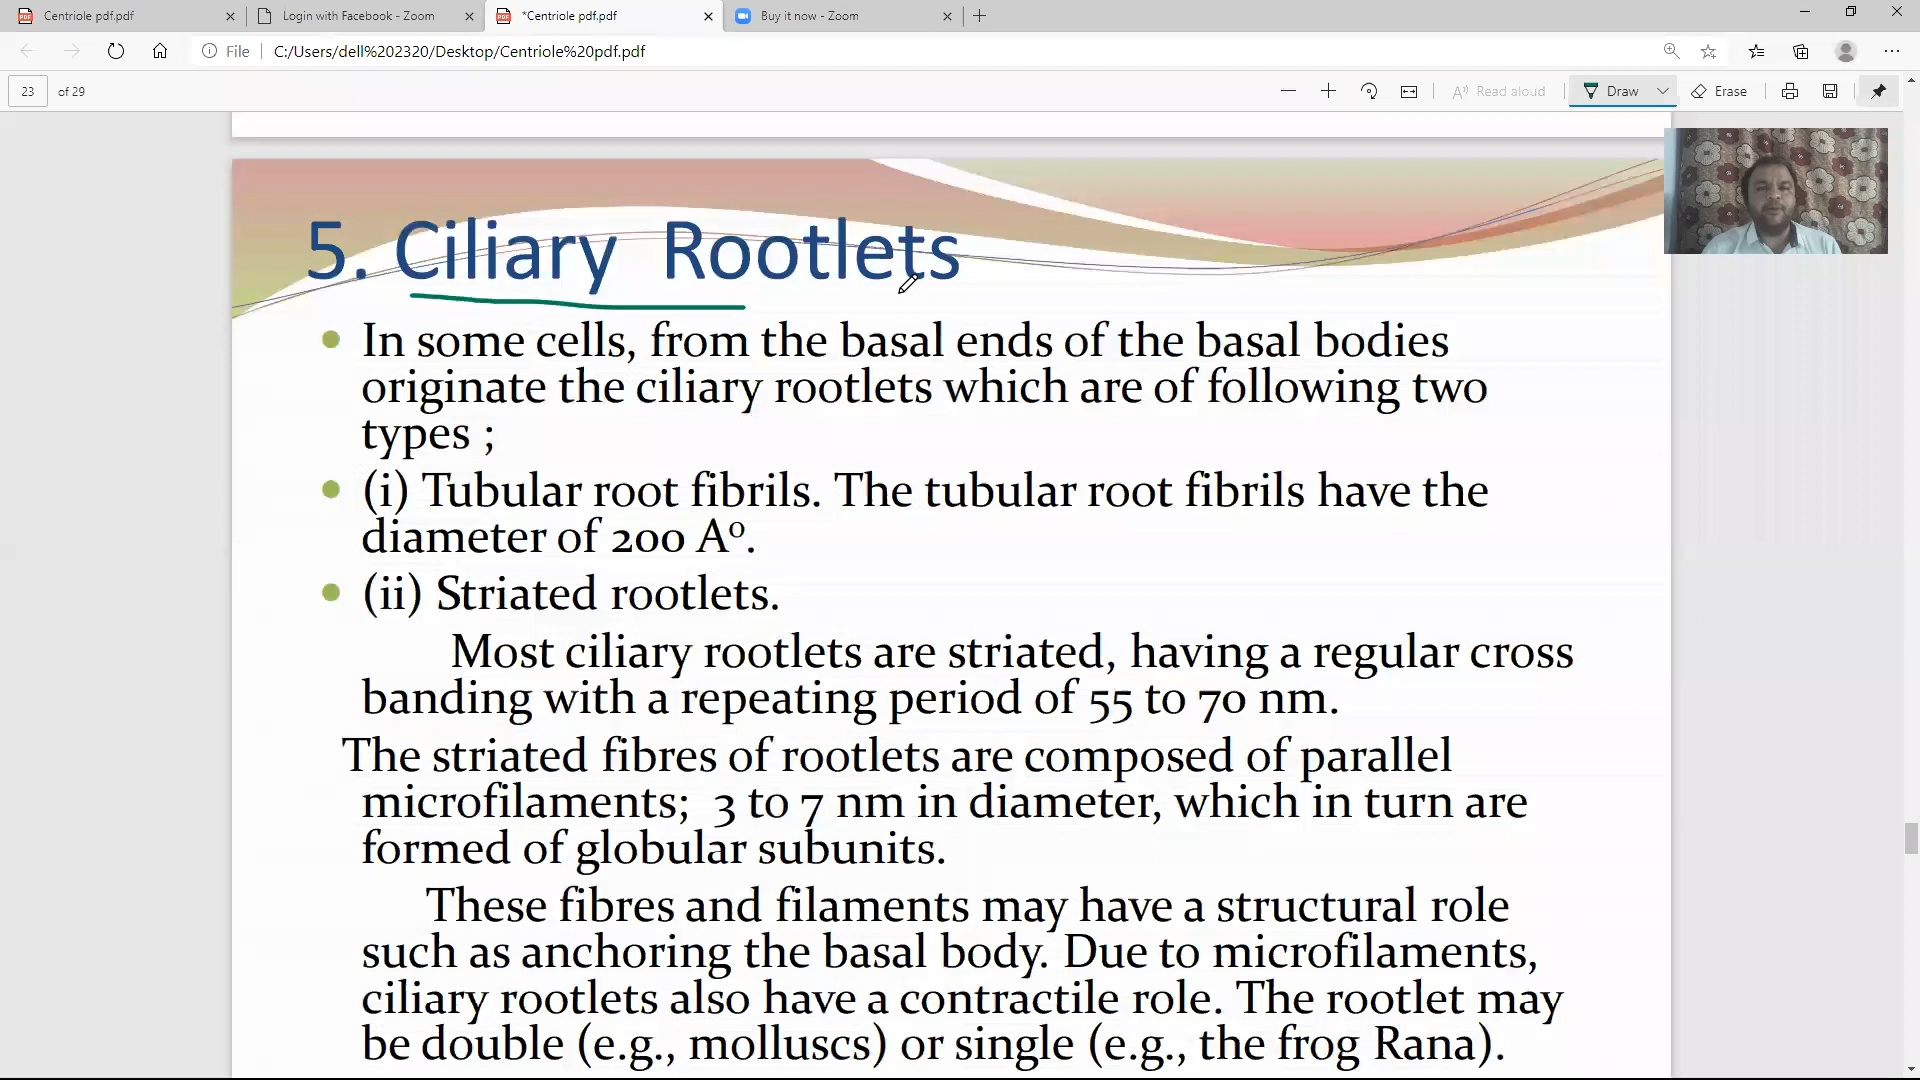 Centriole pdf.pdf
Login with Facebook - Zoom
*Centriole pdf.pdf
Buy it now - Zoom
File
C:/Users/dell%202320/Desktop/Centriole%20pdf.pdf
23
of 29
Read aloud
Draw
Erase
5. Ciliary Rootlets
In some cells, from the basal ends of the basal bodies
originate the ciliary rootlets which are of following two
types ;
(i) Tubular root fibrils. The tubular root fibrils have the
diameter of 200 Aº.
(ii) Striated rootlets.
Most ciliary rootlets are striated, having a regular cross
banding with a repeating period of 55 to 70 nm.
The striated fibres of rootlets are composed of parallel
microfilaments; 3 to 7 nm in diameter, which in turn are
formed of globular subunits.
These fibres and filaments may have a structural role
such as anchoring the basal body. Due to microfilaments,
ciliary rootlets also have a contractile role. The rootlet may
be double (e.g., molluscs) or single (e.g., the frog Rana).